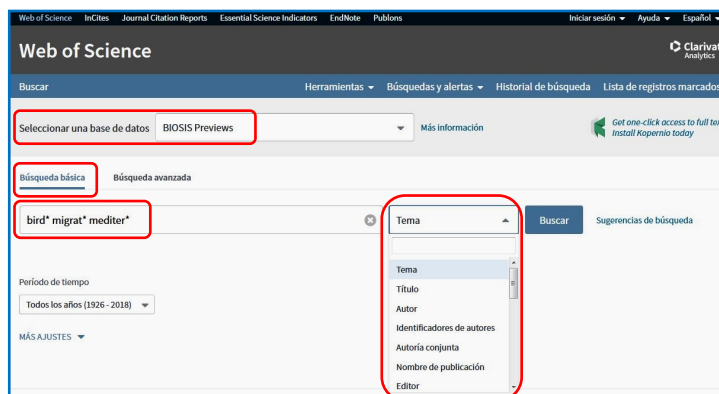 Web of Science InCites Journal Citation Reports Essential Science Indicators EndNote Publons Iniciar sesión Ayuda Español
Web of Science
Clarivat
Analytics
Buscar Herramientas Búsquedas y alertas Historial de búsqueda Lista de registros marcados
Seleccionar una base de datos BIOSIS Previews Más información
Get one-click access to full tex
Install Kopernio today
Búsqueda básica Búsqueda avanzada
bird* migrat* mediter* Tema Buscar Sugerencias de búsqueda
Tema
Título
Autor
Identificadores de autores
Autoría conjunta
Nombre de publicación
Editor
Período de tiempo
Todos los años (1926 - 2018)
MÁS AJUSTES